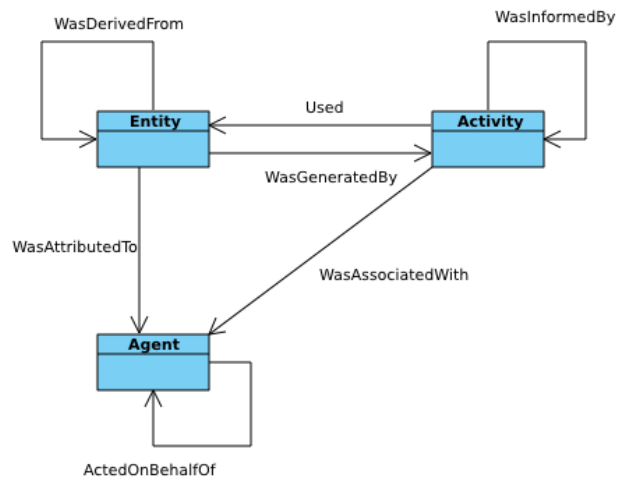 WasInformedBy
WasDerivedFrom
Used
Entity
Activity
WasGeneratedBy
WasAttributedTo
WasAssociatedWith
Agent
ActedOnBehalfOf